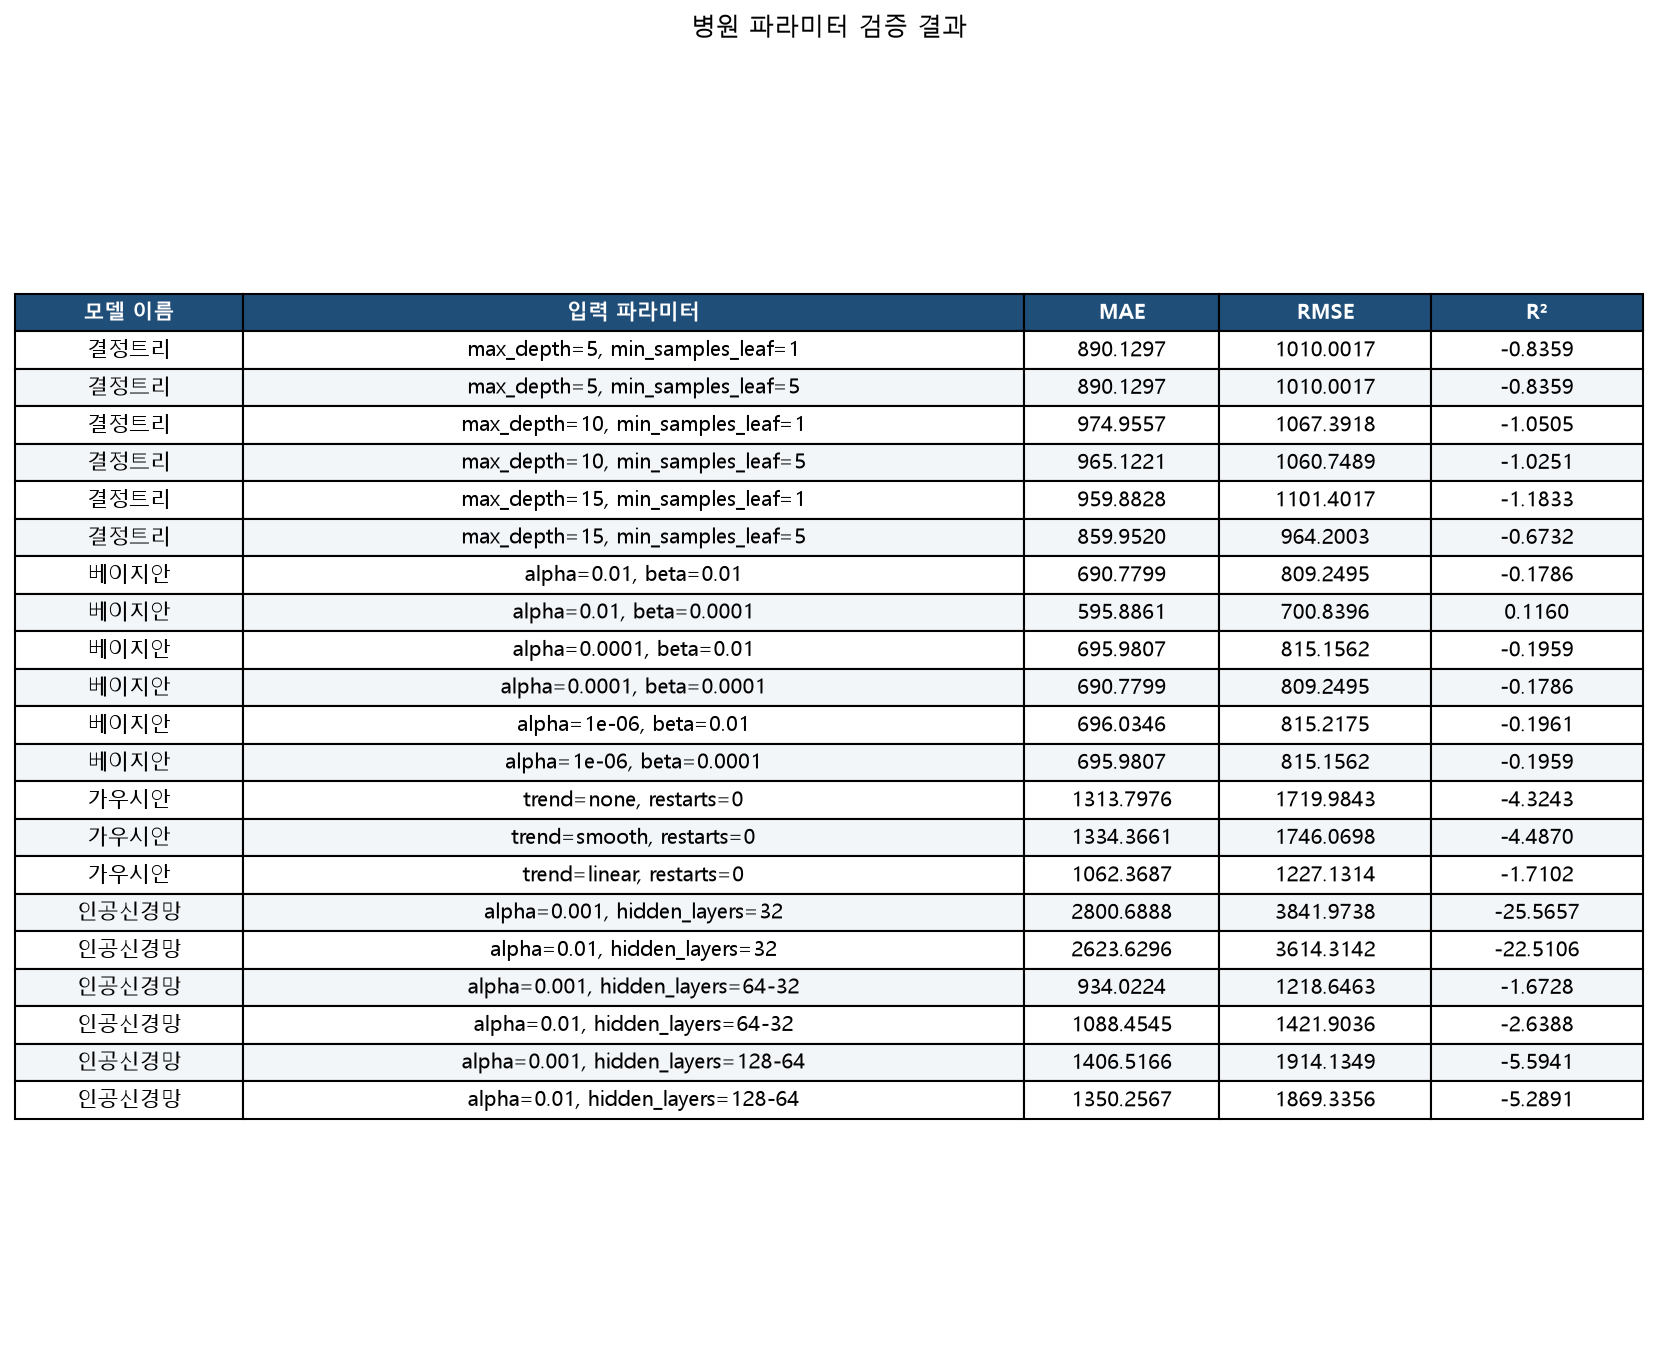 병원 파라미터 검증 결과
모델 이름 입력 파라미터 MAE RMSE R²
결정트리 max_depth=5, min_samples_leaf=1 890.1297 1010.0017 -0.8359
결정트리 max_depth=5, min_samples_leaf=5 890.1297 1010.0017 -0.8359
결정트리 max_depth=10, min_samples_leaf=1 974.9557 1067.3918 -1.0505
결정트리 max_depth=10, min_samples_leaf=5 965.1221 1060.7489 -1.0251
결정트리 max_depth=15, min_samples_leaf=1 959.8828 1101.4017 -1.1833
결정트리 max_depth=15, min_samples_leaf=5 859.9520 964.2003 -0.6732
베이지안 alpha=0.01, beta=0.01 690.7799 809.2495 -0.1786
베이지안 alpha=0.01, beta=0.0001 595.8861 700.8396 0.1160
베이지안 alpha=0.0001, beta=0.01 695.9807 815.1562 -0.1959
베이지안 alpha=0.0001, beta=0.0001 690.7799 809.2495 -0.1786
베이지안 alpha=1e-06, beta=0.01 696.0346 815.2175 -0.1961
베이지안 alpha=1e-06, beta=0.0001 695.9807 815.1562 -0.1959
가우시안 trend=none, restarts=0 1313.7976 1719.9843 -4.3243
가우시안 trend=smooth, restarts=0 1334.3661 1746.0698 -4.4870
가우시안 trend=linear, restarts=0 1062.3687 1227.1314 -1.7102
인공신경망 alpha=0.001, hidden_layers=32 2800.6888 3841.9738 -25.5657
인공신경망 alpha=0.01, hidden_layers=32 2623.6296 3614.3142 -22.5106
인공신경망 alpha=0.001, hidden_layers=64-32 934.0224 1218.6463 -1.6728
인공신경망 alpha=0.01, hidden_layers=64-32 1088.4545 1421.9036 -2.6388
인공신경망 alpha=0.001, hidden_layers=128-64 1406.5166 1914.1349 -5.5941
인공신경망 alpha=0.01, hidden_layers=128-64 1350.2567 1869.3356 -5.2891